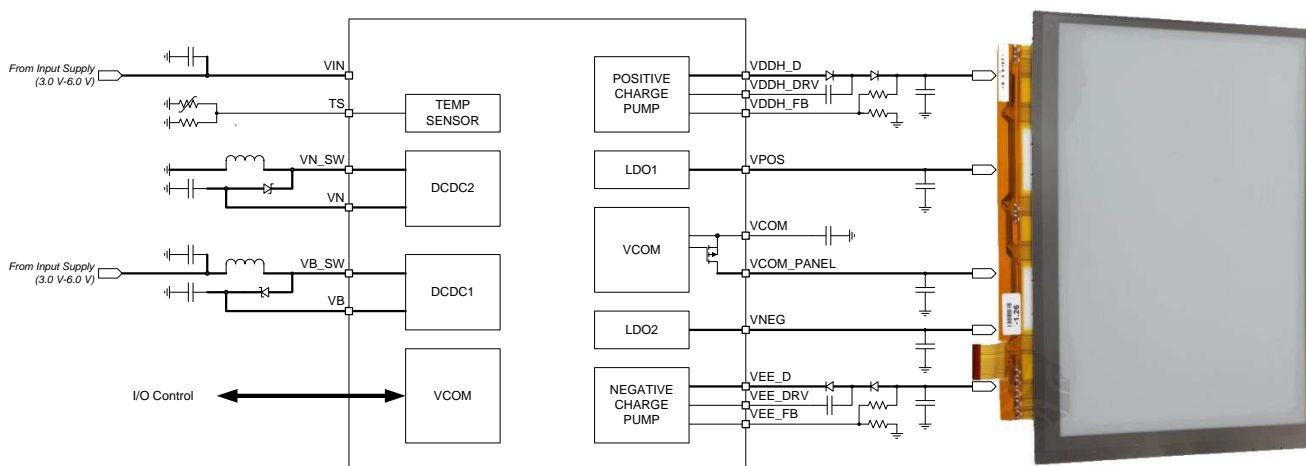 From Input Supply
(3.0 V-6.0 V)
VIN
TS
TEMP
SENSOR
VN_SW
VN
DCDC2
From Input Supply
(3.0 V-6.0 V)
VB_SW
VB
DCDC1
I/O Control
VCOM
POSITIVE
CHARGE
PUMP
VDDH_D
VDDH_DRV
VDDH_FB
LDO1
VPOS
VCOM
VCOM
VCOM_PANEL
LDO2
VNEG
NEGATIVE
CHARGE
PUMP
VEE_D
VEE_DRV
VEE_FB
-1.26